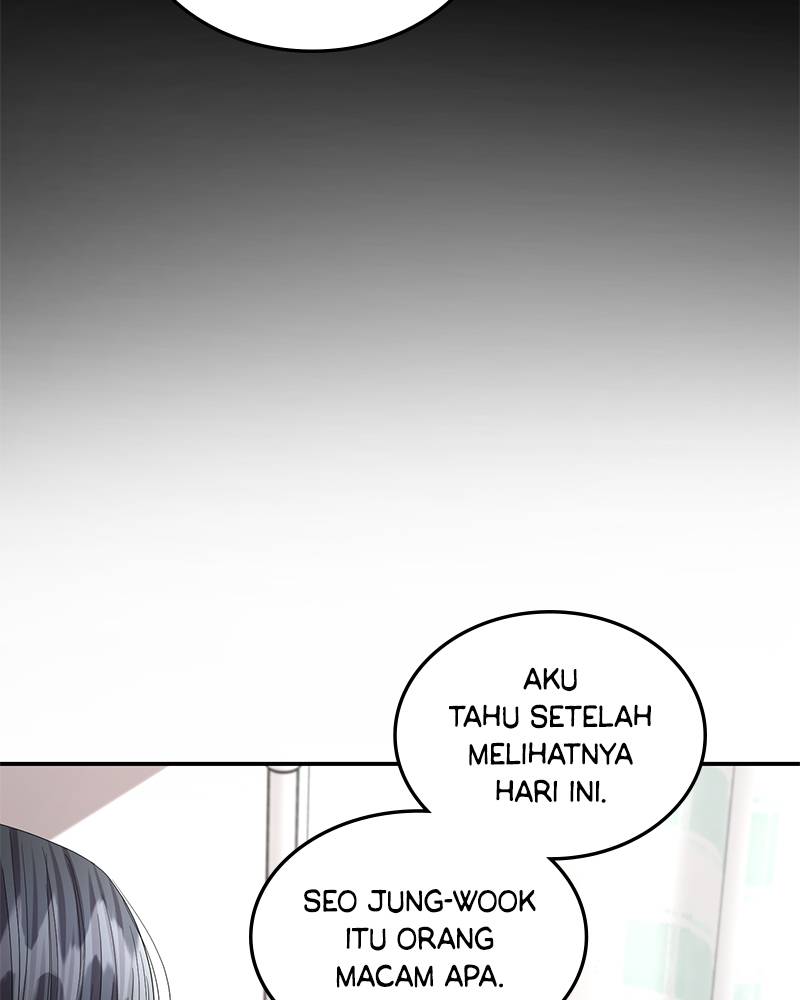 AKU
TAHU SETELAH
MELIHATNYA
HARI INI.
SEO JUNG-WOOK
ITU ORANG
MACAM APA.